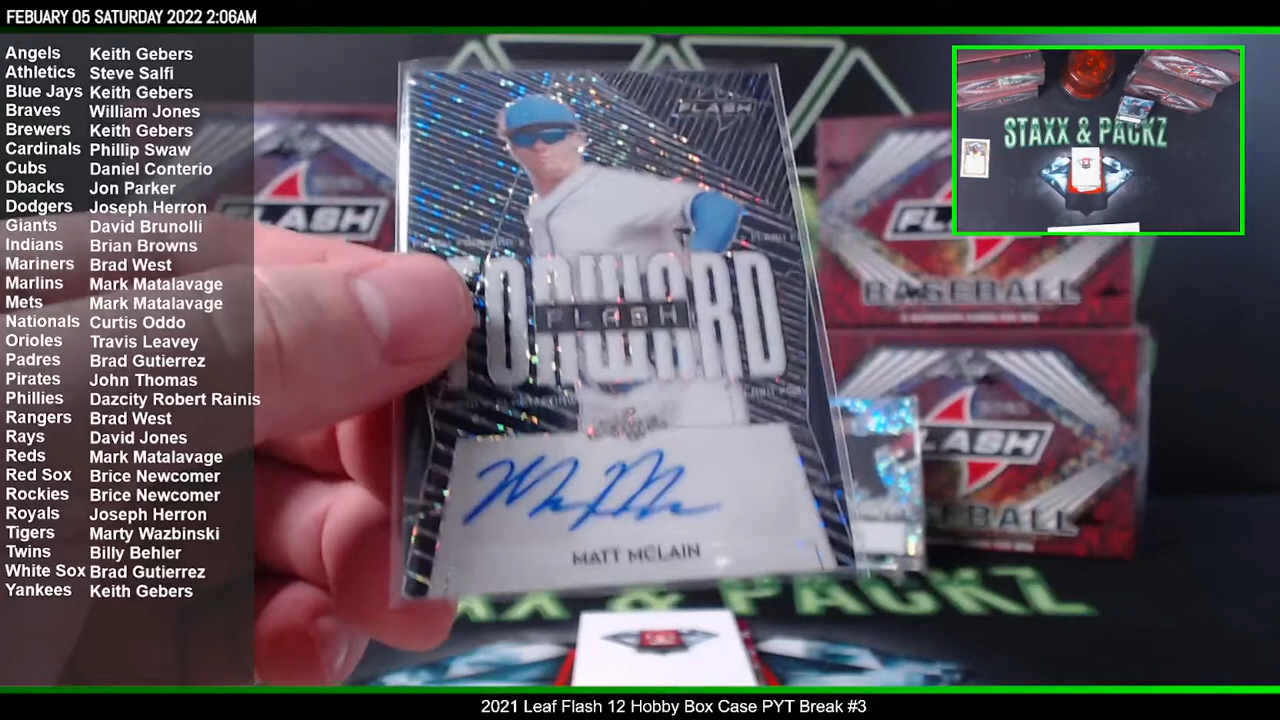 FEBUARY 05 SATURDAY 2022 2:06AM
Angels Keith Gebers
Athletics Steve Salfi
Blue Jays Keith Gebers
Braves William Jones
Brewers Keith Gebers
Cardinals Phillip Swaw
Cubs Daniel Conterio
Dbacks Jon Parker
Dodgers Joseph Herron
Giants David Brunolli
Indians Brian Browns
Mariners Brad West
Marlins Mark Matalavage
Mets Mark Matalavage
Nationals Curtis Oddo
Orioles Travis Leavey
Padres Brad Gutierrez
Pirates John Thomas
Phillies Dazcity Robert Rainis
Rangers Brad West
Rays David Jones
Reds Mark Matalavage
Red Sox Brice Newcomer
Rockies Brice Newcomer
Royals Joseph Herron
Tigers Marty Wazbinski
Twins Billy Behler
White Sox Brad Gutierrez
Yankees Keith Gebers
FLASH
FORWARD
FLASH
MATT MCLAIN
FLASH
FLASH
BASEBALL
FLASH
BASEBALL
STAXX & PACKZ
STAXX & PACKZ
2021 Leaf Flash 12 Hobby Box Case PYT Break #3